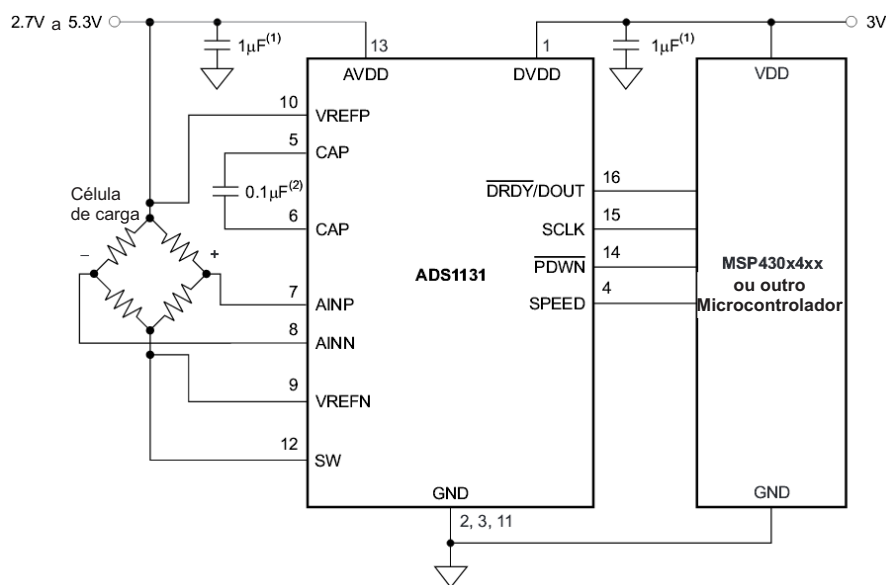 2.7V a 5.3V
1µF(1)
13
1
1µF(1)
3V
AVDD
DVDD
VDD
10
VREFP
5
CAP
0.1µF(2)
6
CAP
Célula
de carga
–
+
7
AINP
8
AINN
9
VREFN
12
SW
ADS1131
16
DRDY/DOUT
15
SCLK
14
PDWN
4
SPEED
MSP430x4xx
ou outro
Microcontrolador
GND
2, 3, 11
GND